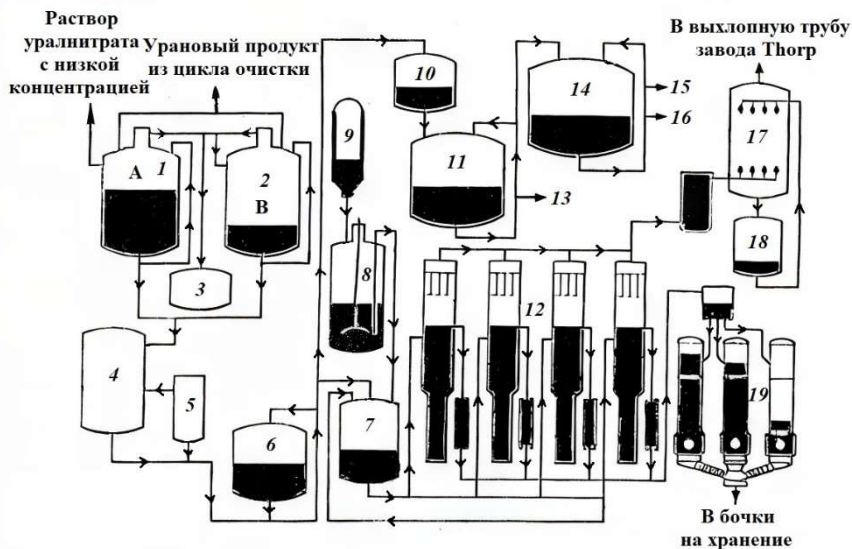 Раствор
уралнитрата
с низкой
концентрацией
Урановый продукт
из цикла очистки
В выхлопную трубу
завода Thorp
10
14
15
16
9
17
A
1
2
B
11
13
18
8
3
12
4
5
19
6
7
В бочки
на хранение